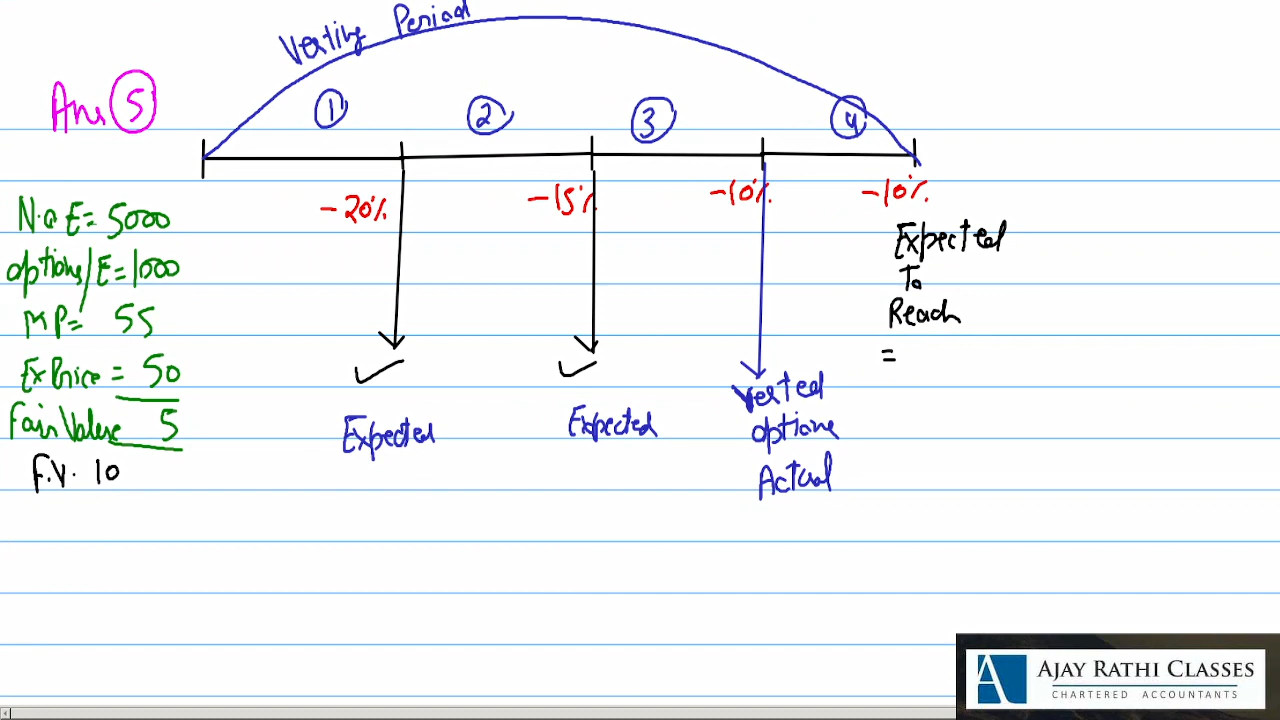 Vesting Period
Ans 5
1 2 3 4
-20% -15% -10% -10%
N.o E = 5000
options/E = 1000
MP = 55
Ex Price = 50
Fair Value 5
F.V. 10
Expected
To
Reach
=
Expected
Expected
Vested
options
Actual
AJAY RATHI CLASSES
CHARTERED ACCOUNTANTS